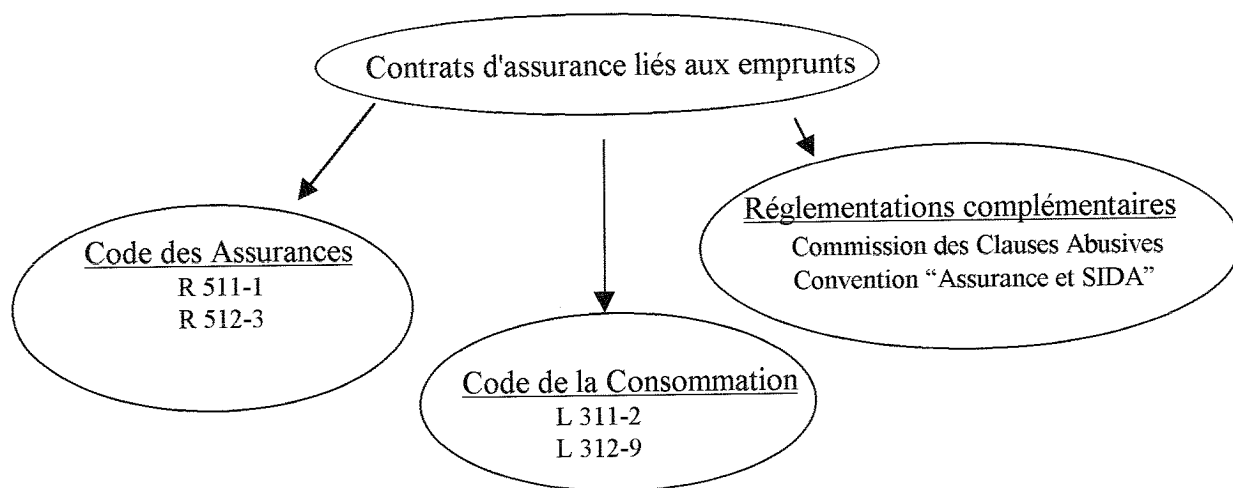 Contrats d'assurance liés aux emprunts
Code des Assurances
R 511-1
R 512-3
Code de la Consommation
L 311-2
L 312-9
Réglementations complémentaires
Commission des Clauses Abusives
Convention “Assurance et SIDA”